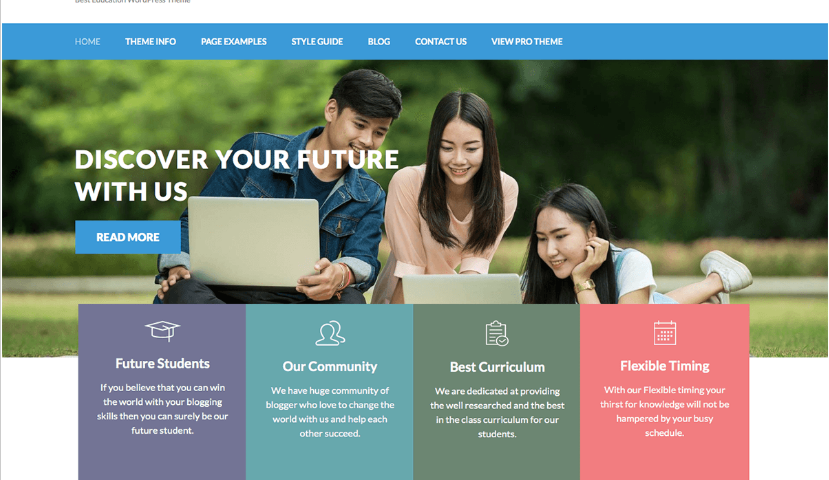 Best Education WordPress Theme
HOME THEME INFO PAGE EXAMPLES STYLE GUIDE BLOG CONTACT US VIEW PRO THEME
DISCOVER YOUR FUTURE
WITH US
READ MORE
Future Students
If you believe that you can win
the world with your blogging
skills then you can surely be our
future student.
Our Community
We have huge community of
blogger who love to change the
world with us and help each
other succeed.
Best Curriculum
We are dedicated at providing
the well researched and the best
in the class curriculum for our
students.
Flexible Timing
With our Flexible timing your
thirst for knowledge will not be
hampered by your busy
schedule.